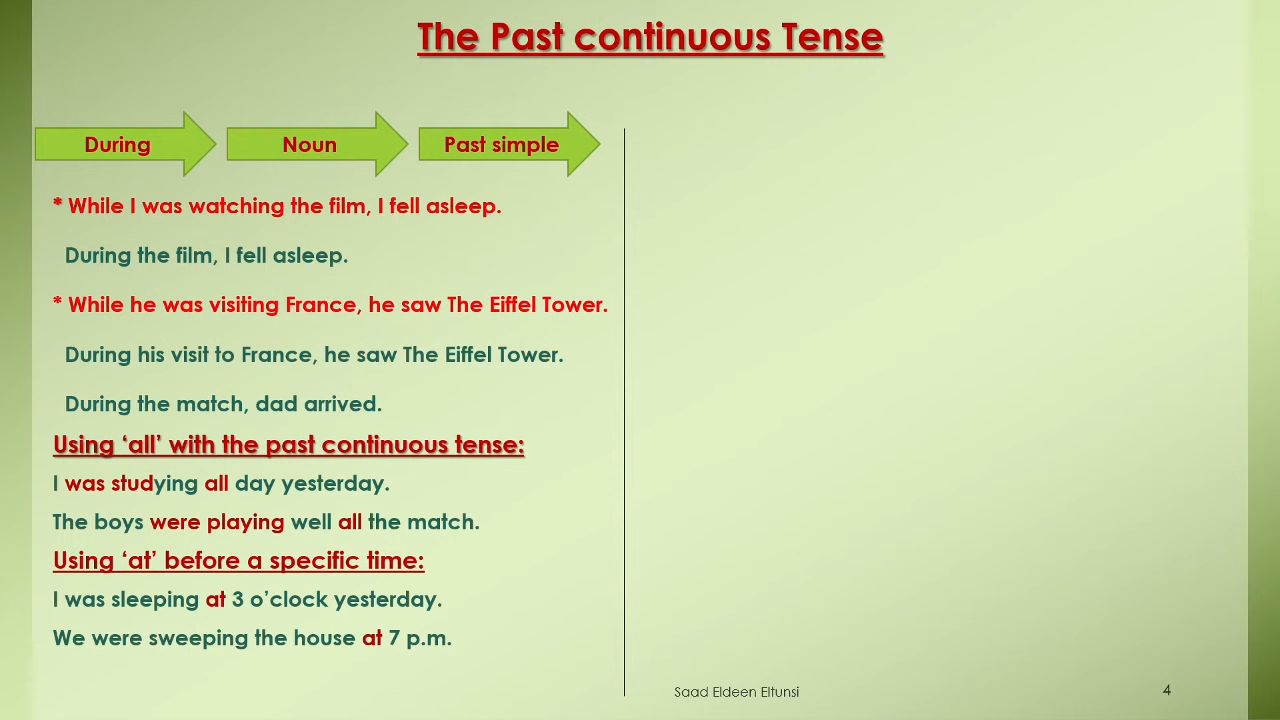 The Past continuous Tense
During
Noun
Past simple
* While I was watching the film, I fell asleep.
During the film, I fell asleep.
* While he was visiting France, he saw The Eiffel Tower.
During his visit to France, he saw The Eiffel Tower.
During the match, dad arrived.
Using ‘all’ with the past continuous tense:
I was studying all day yesterday.
The boys were playing well all the match.
Using ‘at’ before a specific time:
I was sleeping at 3 o’clock yesterday.
We were sweeping the house at 7 p.m.
Saad Eldeen Eltunsi
4